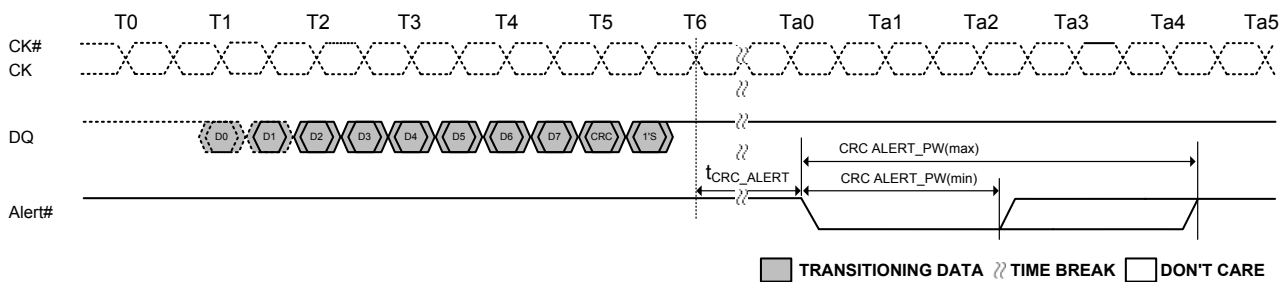 T0 T1 T2 T3 T4 T5 T6 Ta0 Ta1 Ta2 Ta3 Ta4 Ta5
CK#
CK
DQ D0 D1 D2 D3 D4 D5 D6 D7 CRC 1'S
CRC ALERT_PW(max)
tCRC_ALERT CRC ALERT_PW(min)
Alert#
TRANSITIONING DATA TIME BREAK DON'T CARE